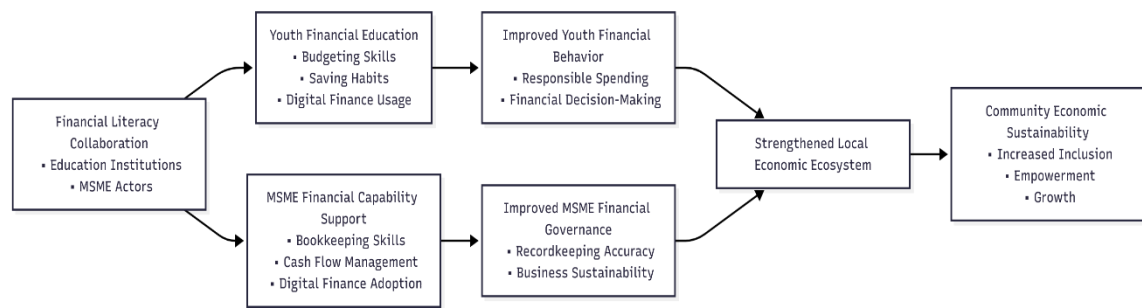 Financial Literacy
Collaboration
▪ Education Institutions
▪ MSME Actors
Youth Financial Education
▪ Budgeting Skills
▪ Saving Habits
▪ Digital Finance Usage
Improved Youth Financial
Behavior
▪ Responsible Spending
▪ Financial Decision-Making
MSME Financial Capability
Support
▪ Bookkeeping Skills
▪ Cash Flow Management
▪ Digital Finance Adoption
Improved MSME Financial
Governance
▪ Recordkeeping Accuracy
▪ Business Sustainability
Strengthened Local
Economic Ecosystem
Community Economic
Sustainability
▪ Increased Inclusion
▪ Empowerment
▪ Growth